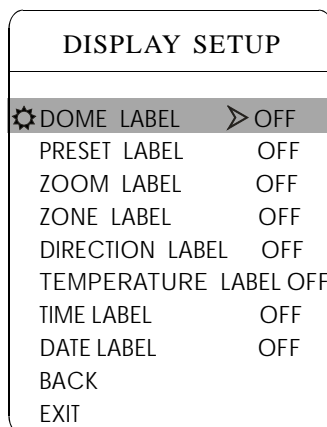 DISPLAY SETUP
DOME LABEL OFF
PRESET LABEL OFF
ZOOM LABEL OFF
ZONE LABEL OFF
DIRECTION LABEL OFF
TEMPERATURE LABEL OFF
TIME LABEL OFF
DATE LABEL OFF
BACK
EXIT